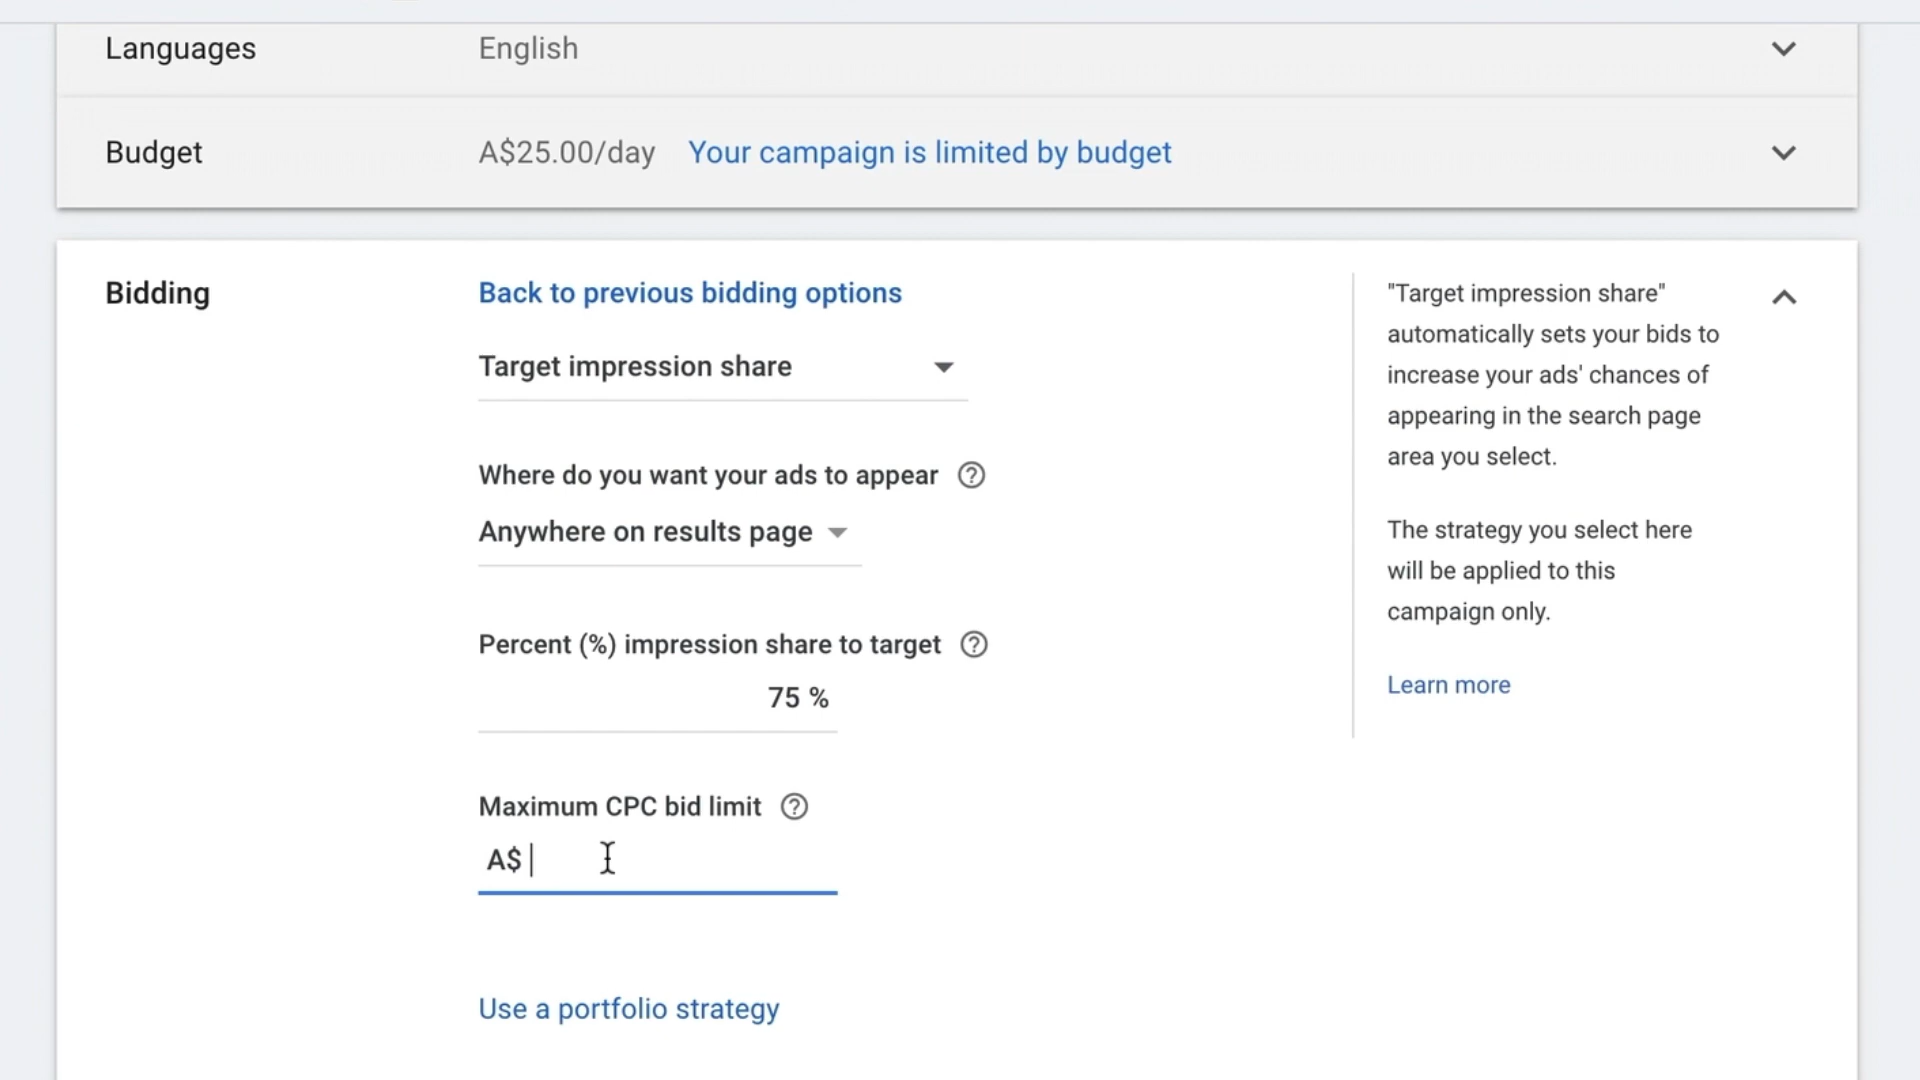 Languages English
Budget A$25.00/day Your campaign is limited by budget
Bidding
Back to previous bidding options
Target impression share
Where do you want your ads to appear
Anywhere on results page
Percent (%) impression share to target
75 %
Maximum CPC bid limit
A$
Use a portfolio strategy
"Target impression share"
automatically sets your bids to
increase your ads' chances of
appearing in the search page
area you select.
The strategy you select here
will be applied to this
campaign only.
Learn more